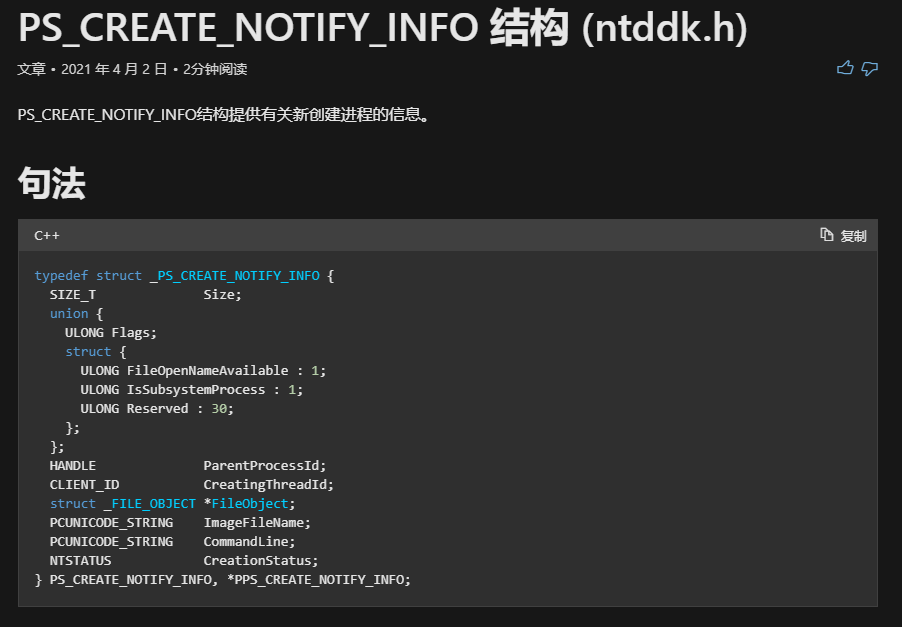 PS_CREATE_NOTIFY_INFO 结构 (ntddk.h)
文章 • 2021 年 4 月 2 日 • 2分钟阅读
PS_CREATE_NOTIFY_INFO结构提供有关新创建进程的信息。
句法
C++ 复制
typedef struct _PS_CREATE_NOTIFY_INFO {
  SIZE_T              Size;
  union {
    ULONG Flags;
    struct {
      ULONG FileOpenNameAvailable : 1;
      ULONG IsSubsystemProcess : 1;
      ULONG Reserved : 30;
    };
  };
  HANDLE              ParentProcessId;
  CLIENT_ID           CreatingThreadId;
  struct _FILE_OBJECT *FileObject;
  PCUNICODE_STRING    ImageFileName;
  PCUNICODE_STRING    CommandLine;
  NTSTATUS            CreationStatus;
} PS_CREATE_NOTIFY_INFO, *PPS_CREATE_NOTIFY_INFO;